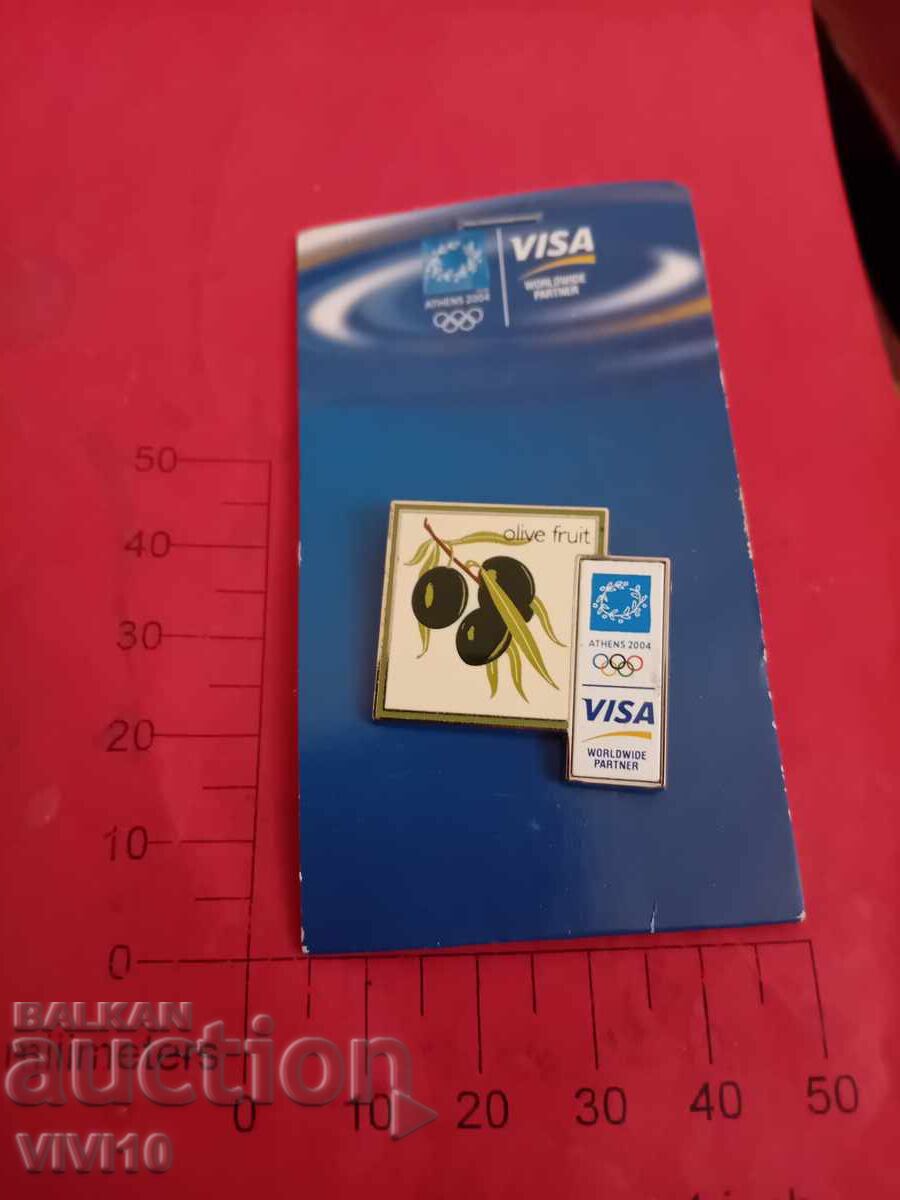 VISA
WORLDWIDE
PARTNER
ATHENS 2004
olive fruit
ATHENS 2004
VISA
WORLDWIDE
PARTNER
50
40
30
20
10
0
millimeters
0
10
20
30
40
50
BALKAN
auction
VIVI10